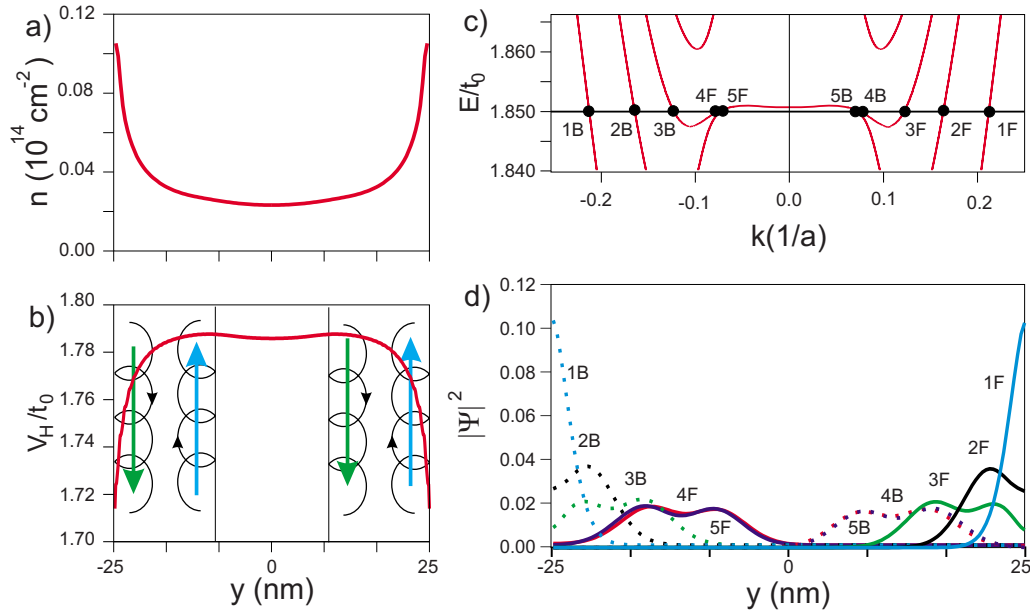 a)
0.12
0.08
0.04
0.00
n (10^14 cm^-2)
b)
1.80
1.78
1.76
1.74
1.72
1.70
V_H/t_0
-25
0
25
y (nm)
c)
1.860
1.850
1.840
E/t_0
1B
2B
3B
4F
5F
5B
4B
3F
2F
1F
-0.2
-0.1
0.0
0.1
0.2
k(1/a)
d)
0.12
0.10
0.08
0.06
0.04
0.02
0.00
|Ψ|^2
1B
2B
3B
4F
5F
5B
4B
3F
2F
1F
-25
0
25
y (nm)